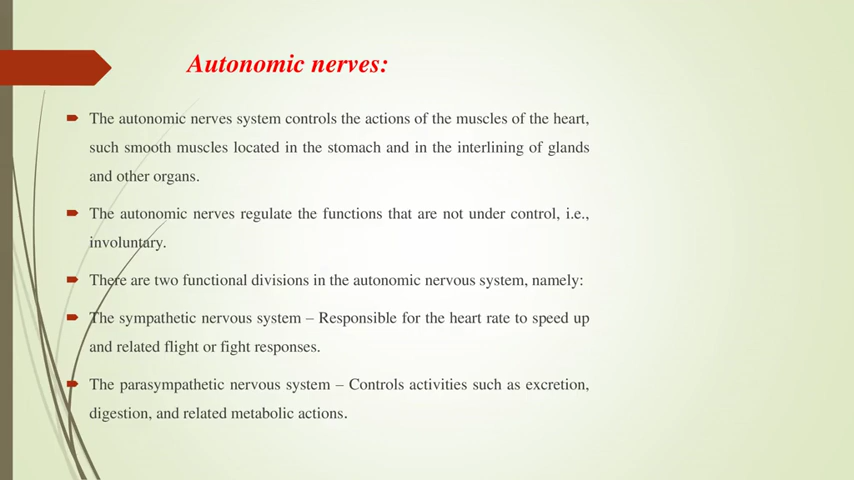 Autonomic nerves:
The autonomic nerves system controls the actions of the muscles of the heart,
such smooth muscles located in the stomach and in the interlining of glands
and other organs.
The autonomic nerves regulate the functions that are not under control, i.e.,
involuntary.
There are two functional divisions in the autonomic nervous system, namely:
The sympathetic nervous system – Responsible for the heart rate to speed up
and related flight or fight responses.
The parasympathetic nervous system – Controls activities such as excretion,
digestion, and related metabolic actions.